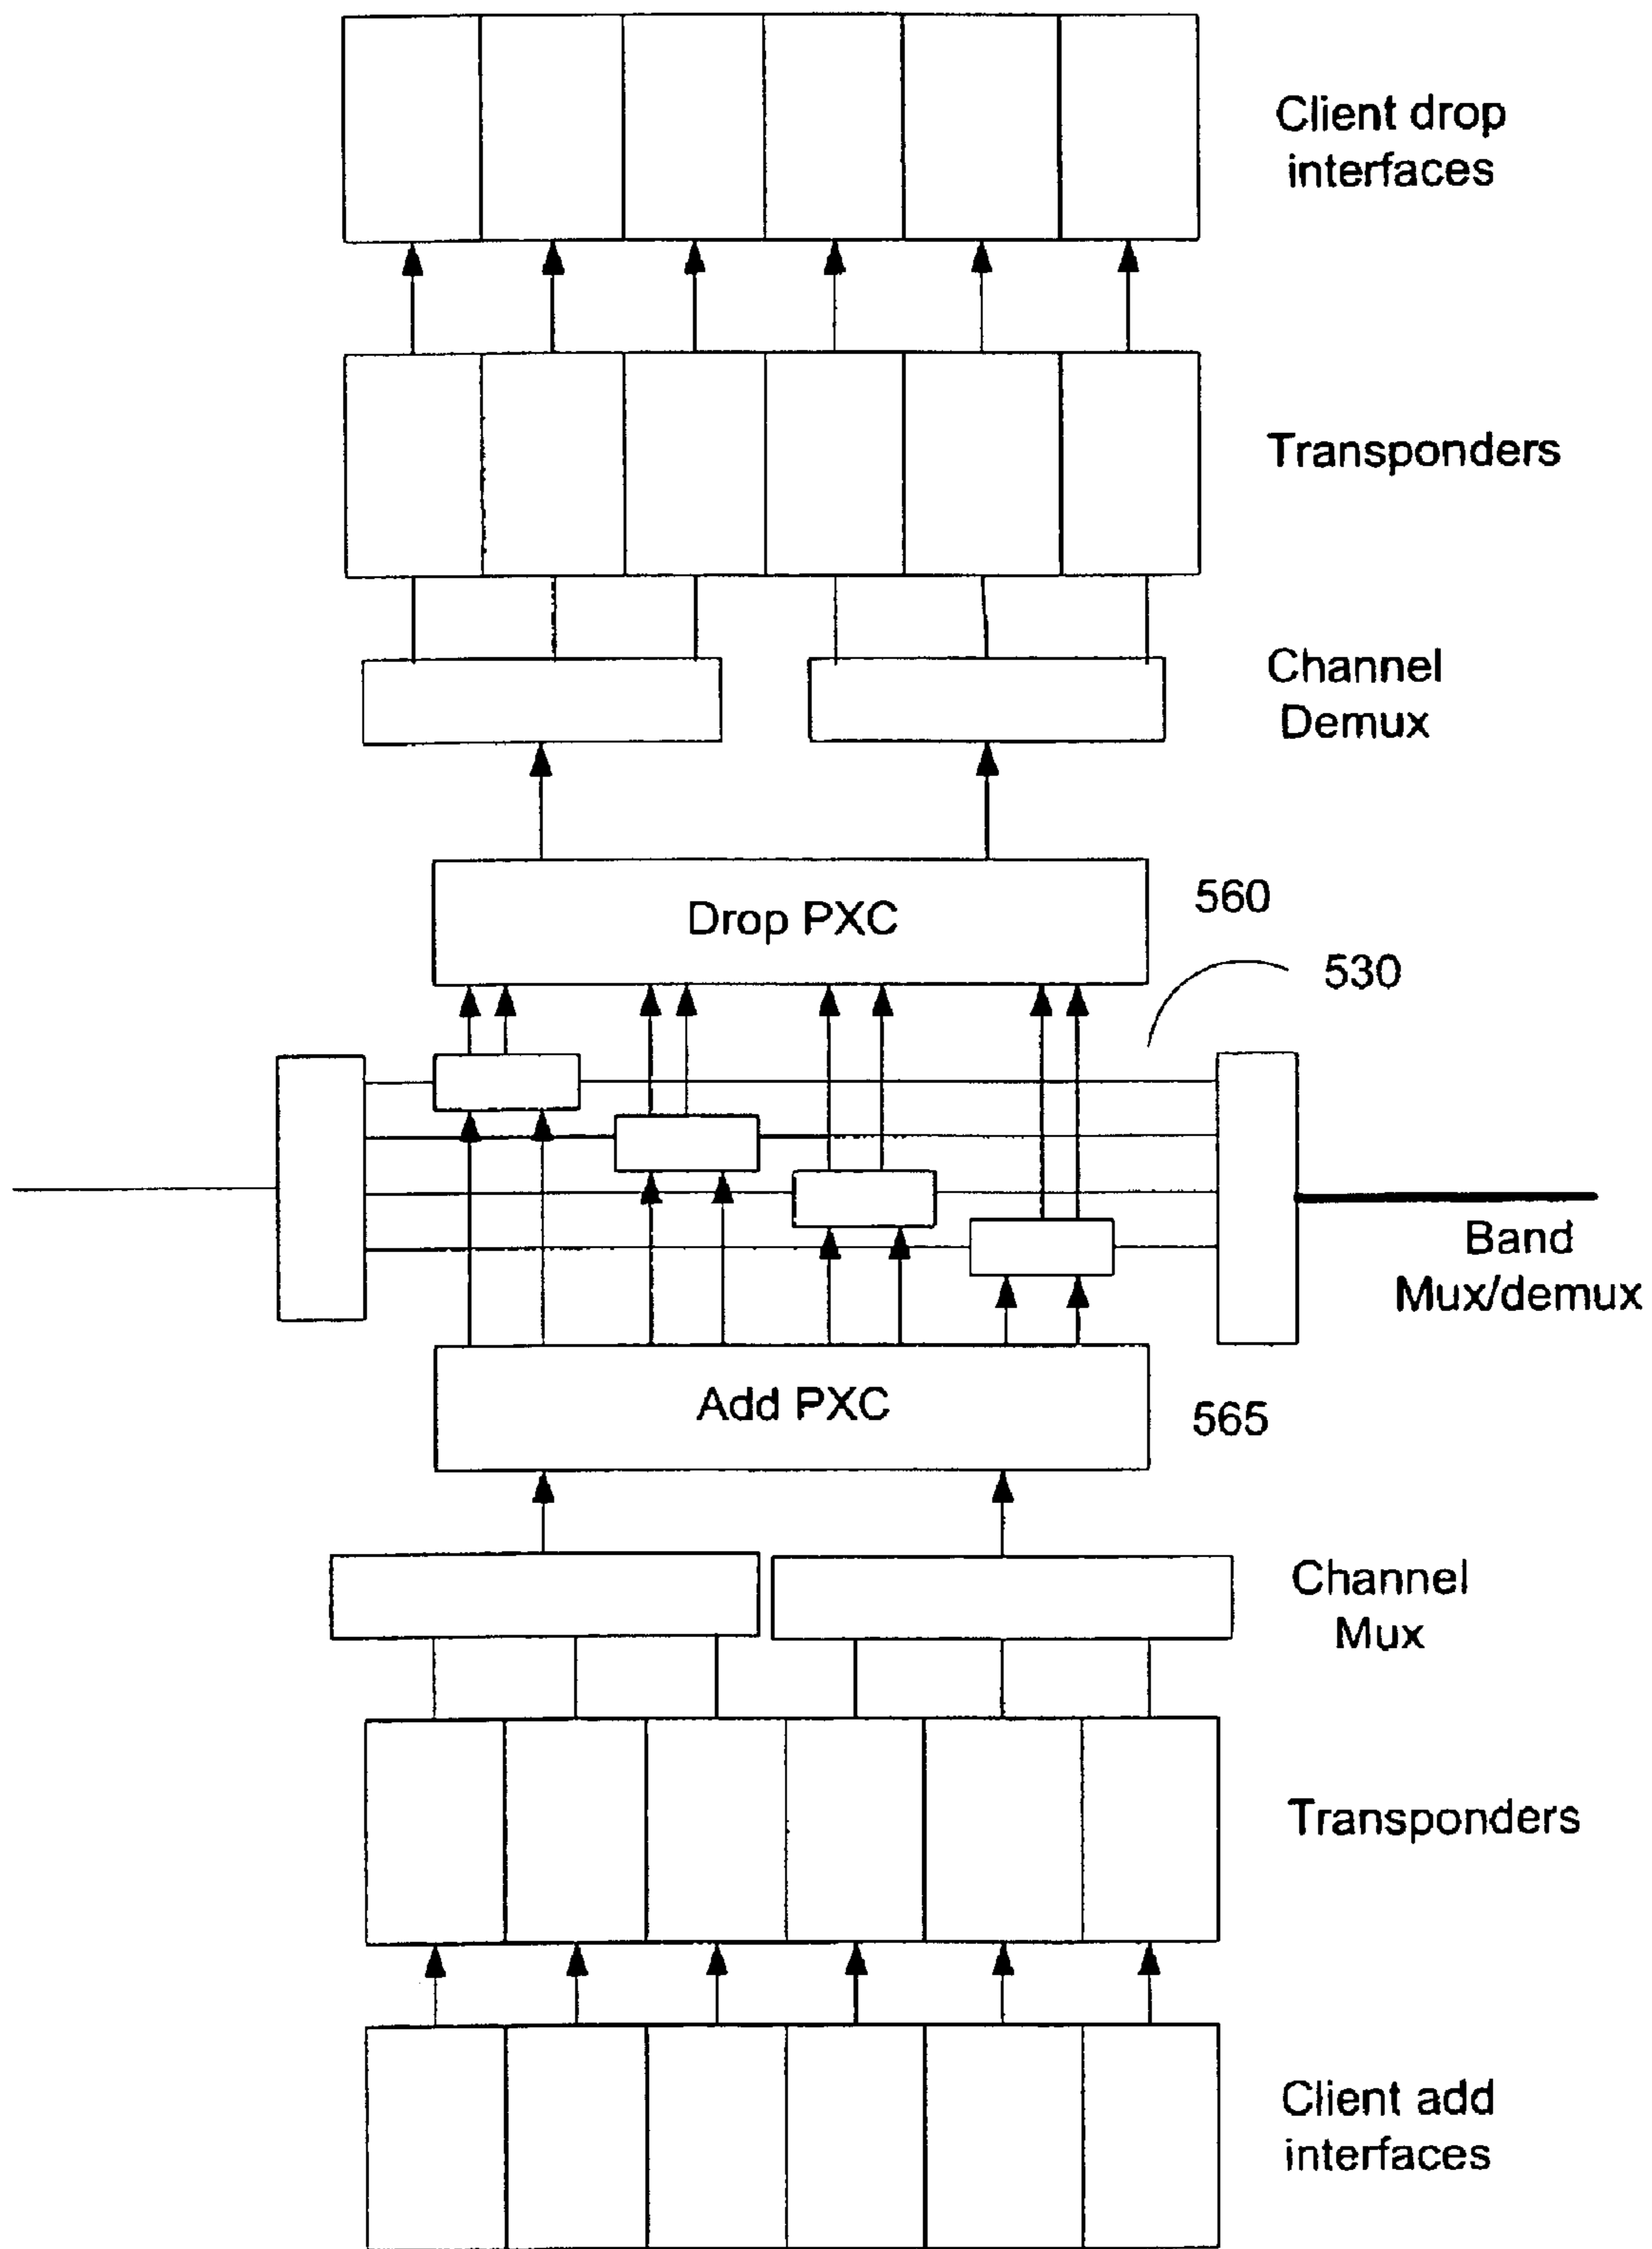 Client drop
interfaces
Transponders
Channel
Demux
Drop PXC
560
530
Band
Mux/demux
Add PXC
565
Channel
Mux
Transponders
Client add
interfaces